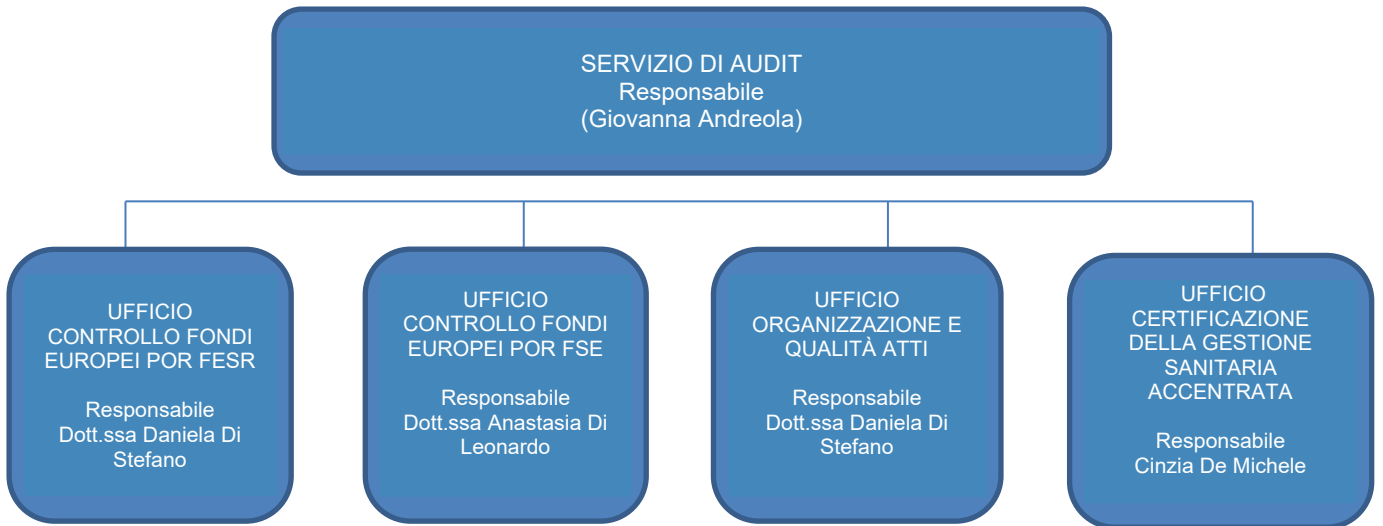 SERVIZIO DI AUDIT
Responsabile
(Giovanna Andreola)
UFFICIO
CONTROLLO FONDI
EUROPEI POR FESR
Responsabile
Dott.ssa Daniela Di
Stefano
UFFICIO
CONTROLLO FONDI
EUROPEI POR FSE
Responsabile
Dott.ssa Anastasia Di
Leonardo
UFFICIO
ORGANIZZAZIONE E
QUALITÀ ATTI
Responsabile
Dott.ssa Daniela Di
Stefano
UFFICIO
CERTIFICAZIONE
DELLA GESTIONE
SANITARIA
ACCENTRATA
Responsabile
Cinzia De Michele